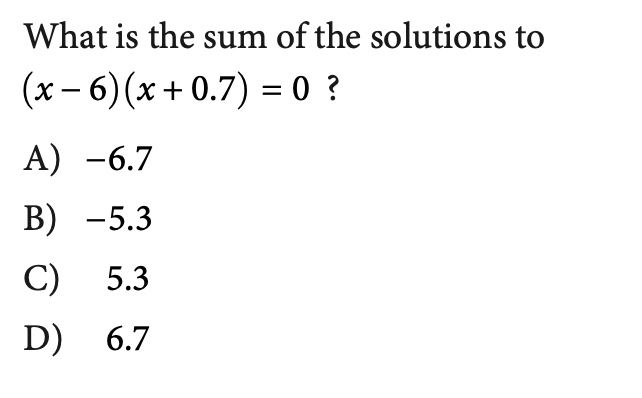 What is the sum of the solutions to
(x − 6)(x + 0.7) = 0 ?
A) −6.7
B) −5.3
C) 5.3
D) 6.7